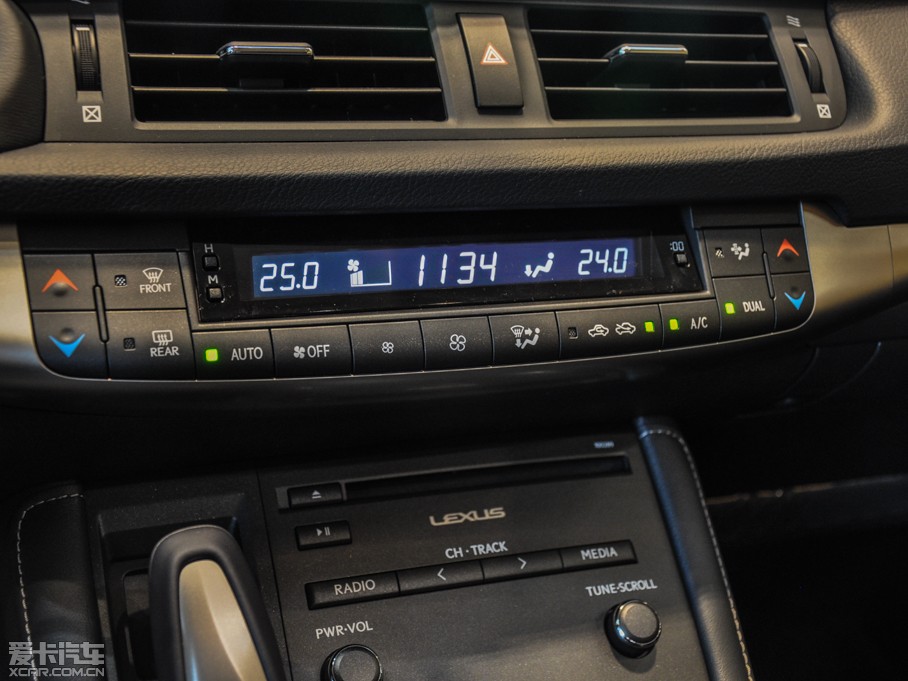 H
M
25.0 1134 24.0
:00
FRONT
REAR
AUTO
OFF
A/C
DUAL
LEXUS
CH·TRACK
RADIO < > MEDIA
TUNE·SCROLL
PWR·VOL
爱卡汽车
XCAR.COM.CN